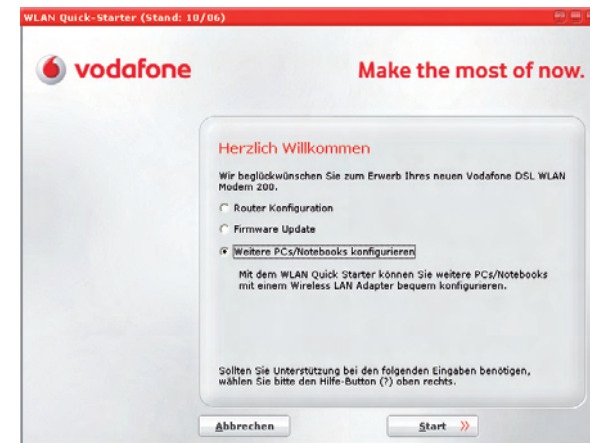 WLAN Quick-Starter (Stand: 10/06)
vodafone
Make the most of now.
Herzlich Willkommen
Wir beglückwünschen Sie zum Erwerb Ihres neuen Vodafone DSL WLAN
Modem 200.
Router Konfiguration
Firmware Update
Weitere PCs/Notebooks konfigurieren
Mit dem WLAN Quick Starter können Sie weitere PCs/Notebooks
mit einem Wireless LAN Adapter bequem konfigurieren.
Sollten Sie Unterstützung bei den folgenden Eingaben benötigen,
wählen Sie bitte den Hilfe-Button (?) oben rechts.
Abbrechen
Start »